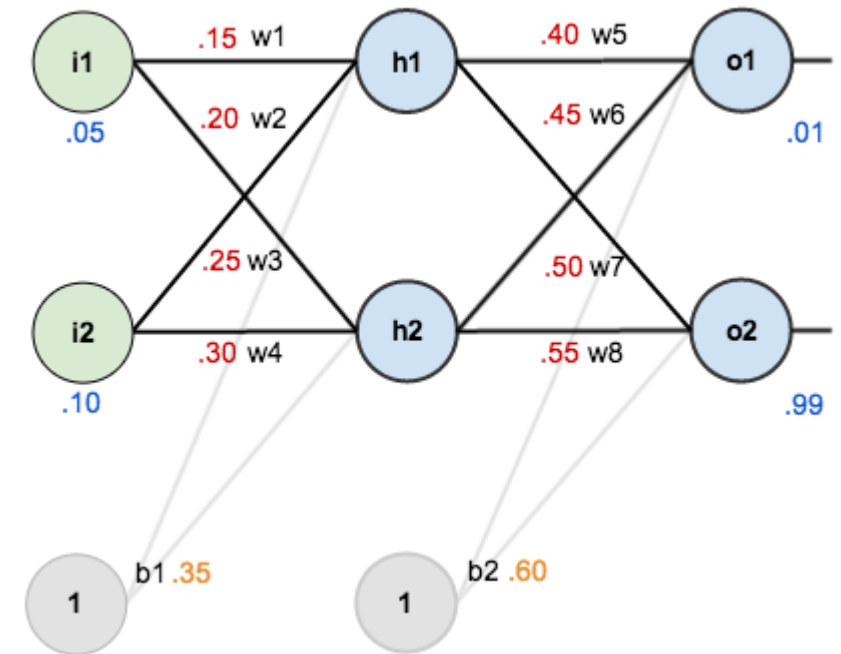 i1 .15 w1 h1 .40 w5 o1
.20 w2 .45 w6
.05 .01
.25 w3 .50 w7
i2 h2 o2
.30 w4 .55 w8
.10 .99
b1 .35 b2 .60
1 1